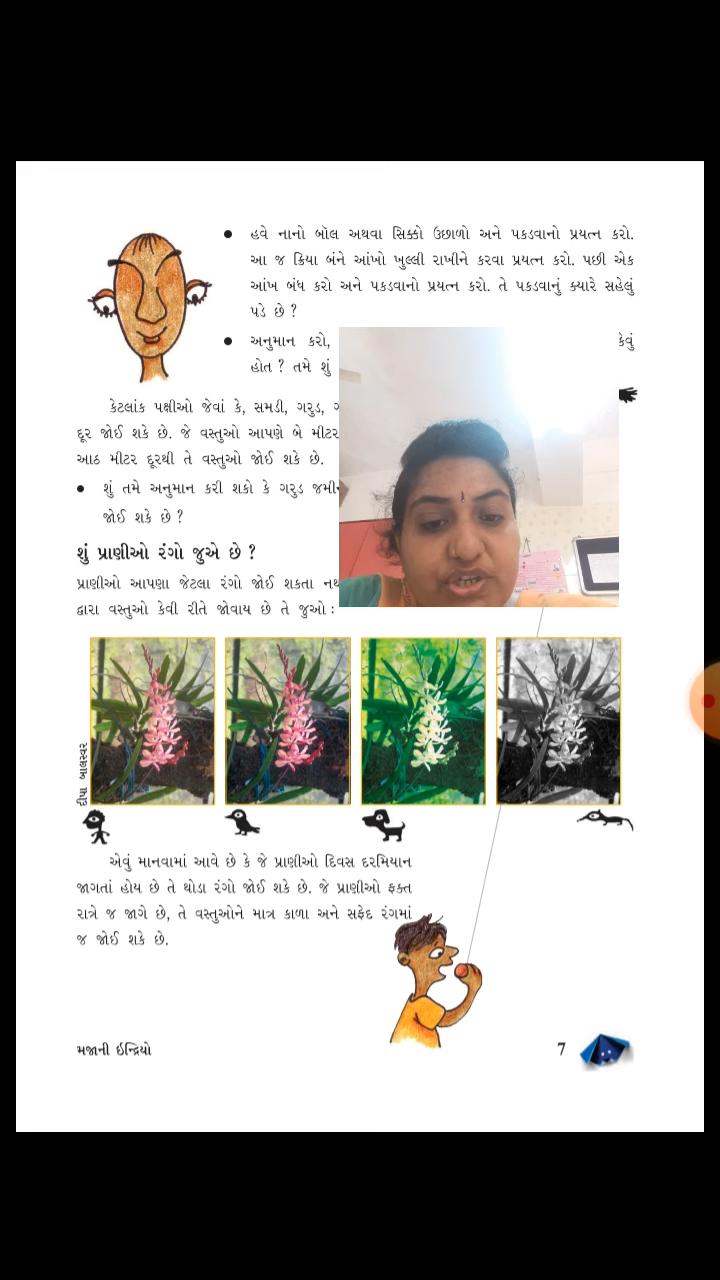 હવે નાનો બૉલ અથવા સિક્કો ઉછાળો અને પકડવાનો પ્રયત્ન કરો.
આ જ ક્રિયા બંને આંખો ખુલ્લી રાખીને કરવા પ્રયત્ન કરો. પછી એક
આંખ બંધ કરો અને પકડવાનો પ્રયત્ન કરો. તે પકડવાનું ક્યારે સહેલું
પડે છે ?
અનુમાન કરો, કેવું
હોત ? તમે શું
કેટલાંક પક્ષીઓ જેવાં કે, સમડી, ગરુડ,
દૂર જોઈ શકે છે. જે વસ્તુઓ આપણે બે મીટર
આઠ મીટર દૂરથી તે વસ્તુઓ જોઈ શકે છે.
શું તમે અનુમાન કરી શકો કે ગરુડ
જોઈ શકે છે ?
શું પ્રાણીઓ રંગો જુએ છે ?
પ્રાણીઓ આપણા જેટલા રંગો જોઈ શકતા
દ્વારા વસ્તુઓ કેવી રીતે જોવાય છે તે જુઓ :
દીપા બાલસ્વર
એવું માનવામાં આવે છે કે જે પ્રાણીઓ દિવસ દરમિયાન
જાગતાં હોય છે તે થોડા રંગો જોઈ શકે છે. જે પ્રાણીઓ ફક્ત
રાત્રે જ જાગે છે, તે વસ્તુઓને માત્ર કાળા અને સફેદ રંગમાં
જ જોઈ શકે છે.
મજાની ઇન્દ્રિયો 7